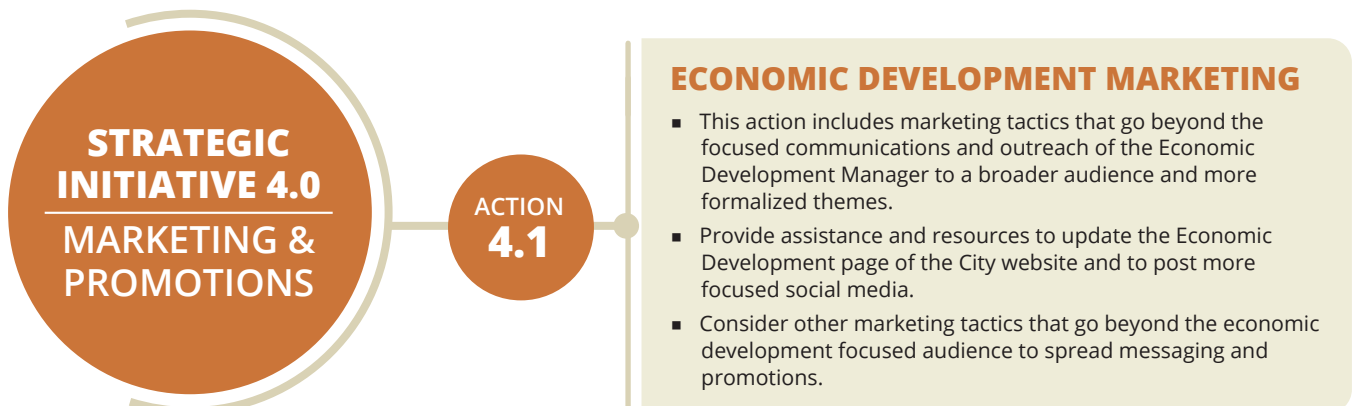 STRATEGIC
INITIATIVE 4.0
MARKETING &
PROMOTIONS
ACTION
4.1
ECONOMIC DEVELOPMENT MARKETING
▪ This action includes marketing tactics that go beyond the
focused communications and outreach of the Economic
Development Manager to a broader audience and more
formalized themes.
▪ Provide assistance and resources to update the Economic
Development page of the City website and to post more
focused social media.
▪ Consider other marketing tactics that go beyond the economic
development focused audience to spread messaging and
promotions.